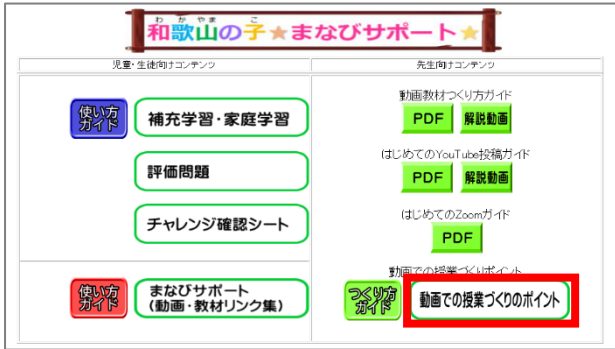 わかやま こ
和歌山の子★まなびサポート★
児童・生徒向けコンテンツ
先生向けコンテンツ
使い方
ガイド
補充学習・家庭学習
評価問題
チャレンジ確認シート
使い方
ガイド
まなびサポート
(動画・教材リンク集)
動画教材つくり方ガイド
PDF
解説動画
はじめてのYouTube投稿ガイド
PDF
解説動画
はじめてのZoomガイド
PDF
動画での授業づくりポイント
つくり方
ガイド
動画での授業づくりのポイント